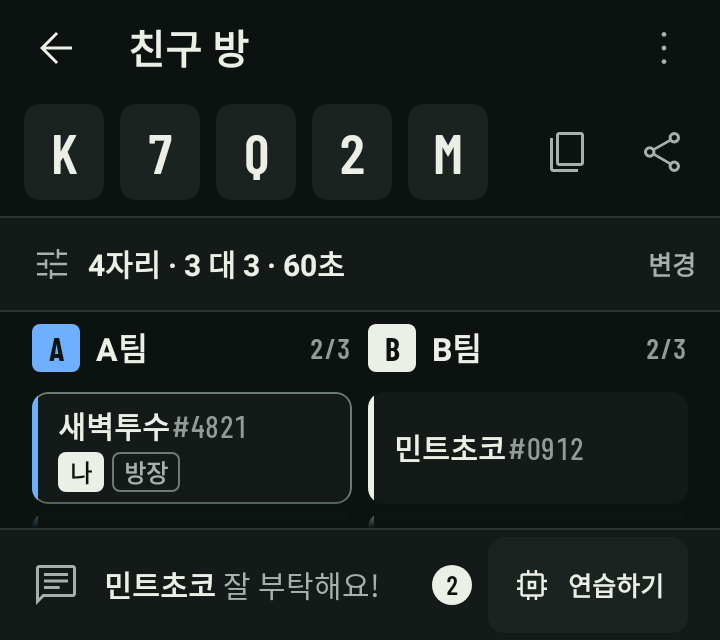 친구 방
K 7 Q 2 M
4자리 · 3 대 3 · 60초 변경
A A팀 2/3 B B팀 2/3
새벽투수#4821
나 방장
민트초코#0912
민트초코 잘 부탁해요! 2 연습하기